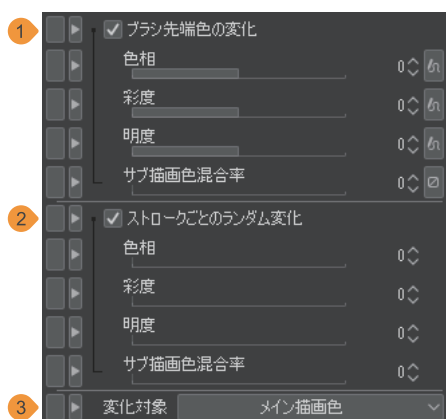 1 ブラシ先端色の変化
色相 0
彩度 0
明度 0
サブ描画色混合率 0
2 ストロークごとのランダム変化
色相 0
彩度 0
明度 0
サブ描画色混合率 0
3 変化対象 メイン描画色